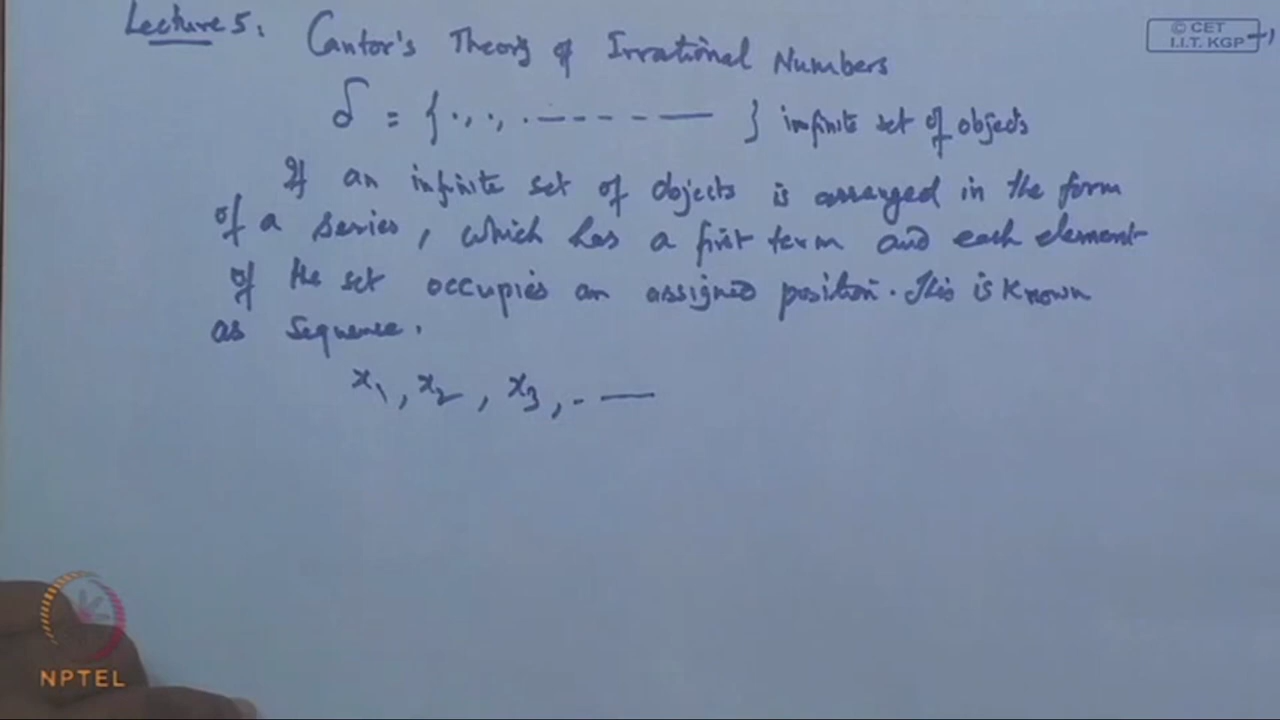 Lecture 5: Cantor's Theory of Irrational Numbers
© CET
I.I.T. KGP
δ = {.,.,.------} infinite set of objects
If an infinite set of objects is arranged in the form
of a series, which has a first term and each element
of the set occupies an assigned position. This is known
as sequence.
x₁, x₂, x₃, .—
NPTEL